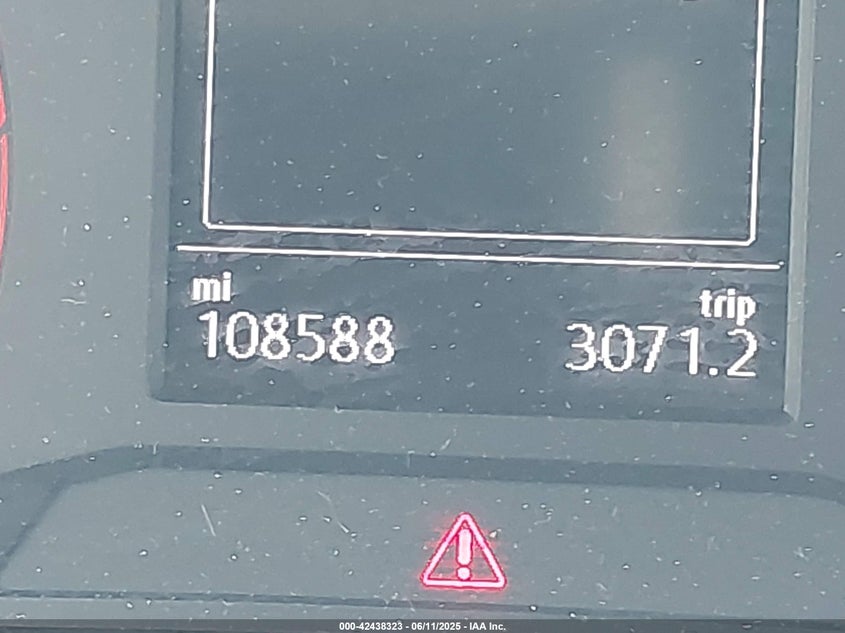 mi
trip
108588
3071.2
000-42438323 - 06/11/2025 - IAA Inc.